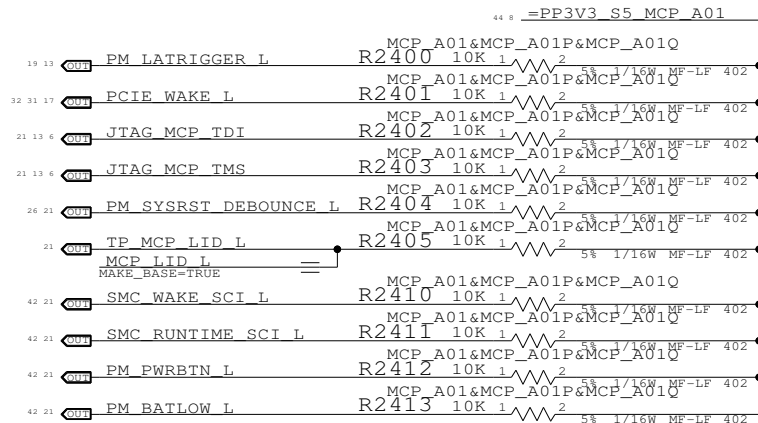 44 8 =PP3V3_S5_MCP_A01
MCP_A01&MCP_A01P&MCP_A01Q
19 13 OUT PM_LATRIGGER_L R2400 10K 1 2
5% 1/16W MF-LF 402
MCP_A01&MCP_A01P&MCP_A01Q
32 31 17 OUT PCIE_WAKE_L R2401 10K 1 2
5% 1/16W MF-LF 402
MCP_A01&MCP_A01P&MCP_A01Q
21 13 6 OUT JTAG_MCP_TDI R2402 10K 1 2
5% 1/16W MF-LF 402
MCP_A01&MCP_A01P&MCP_A01Q
21 13 6 OUT JTAG_MCP_TMS R2403 10K 1 2
5% 1/16W MF-LF 402
MCP_A01&MCP_A01P&MCP_A01Q
26 21 OUT PM_SYSRST_DEBOUNCE_L R2404 10K 1 2
5% 1/16W MF-LF 402
MCP_A01&MCP_A01P&MCP_A01Q
21 OUT TP_MCP_LID_L R2405 10K 1 2
5% 1/16W MF-LF 402
MCP_LID_L
MAKE_BASE=TRUE
MCP_A01&MCP_A01P&MCP_A01Q
42 21 OUT SMC_WAKE_SCI_L R2410 10K 1 2
5% 1/16W MF-LF 402
MCP_A01&MCP_A01P&MCP_A01Q
42 21 OUT SMC_RUNTIME_SCI_L R2411 10K 1 2
5% 1/16W MF-LF 402
MCP_A01&MCP_A01P&MCP_A01Q
42 21 OUT PM_PWRBTN_L R2412 10K 1 2
5% 1/16W MF-LF 402
MCP_A01&MCP_A01P&MCP_A01Q
42 21 OUT PM_BATLOW_L R2413 10K 1 2
5% 1/16W MF-LF 402